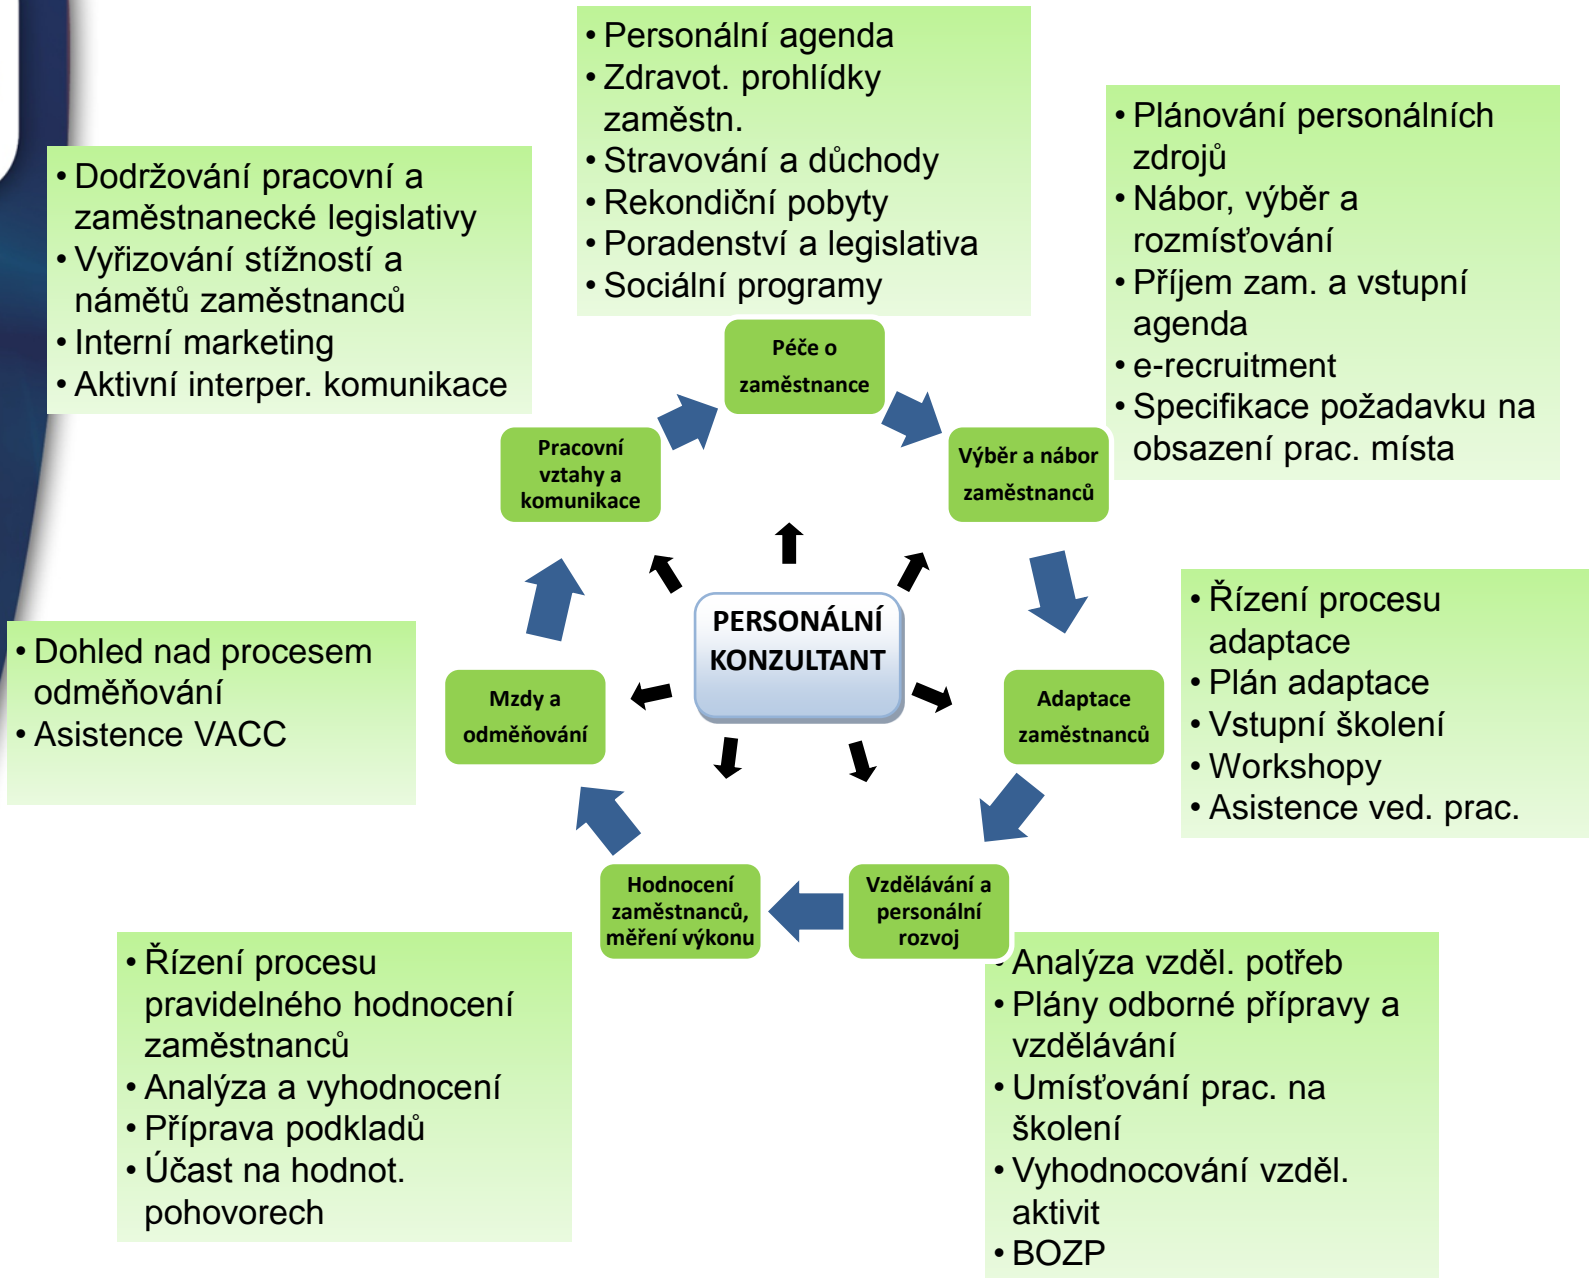 • Personální agenda
• Zdravot. prohlídky
zaměstn.
• Stravování a důchody
• Rekondiční pobyty
• Poradenství a legislativa
• Sociální programy
• Dodržování pracovní a
zaměstnanecké legislativy
• Vyřizování stížností a
námětů zaměstnanců
• Interní marketing
• Aktivní interper. komunikace
• Plánování personálních
zdrojů
• Nábor, výběr a
rozmísťování
• Příjem zam. a vstupní
agenda
• e-recruitment
• Specifikace požadavku na
obsazení prac. místa
Péče o
zaměstnance
Pracovní
vztahy a
komunikace
Výběr a nábor
zaměstnanců
PERSONÁLNÍ
KONZULTANT
• Řízení procesu
adaptace
• Plán adaptace
• Vstupní školení
• Workshopy
• Asistence ved. prac.
• Dohled nad procesem
odměňování
• Asistence VACC
Mzdy a
odměňování
Adaptace
zaměstnanců
Hodnocení
zaměstnanců,
měření výkonu
Vzdělávání a
personální
rozvoj
• Řízení procesu
pravidelného hodnocení
zaměstnanců
• Analýza a vyhodnocení
• Příprava podkladů
• Účast na hodnot.
pohovorech
• Analýza vzděl. potřeb
• Plány odborné přípravy a
vzdělávání
• Umísťování prac. na
školení
• Vyhodnocování vzděl.
aktivit
• BOZP